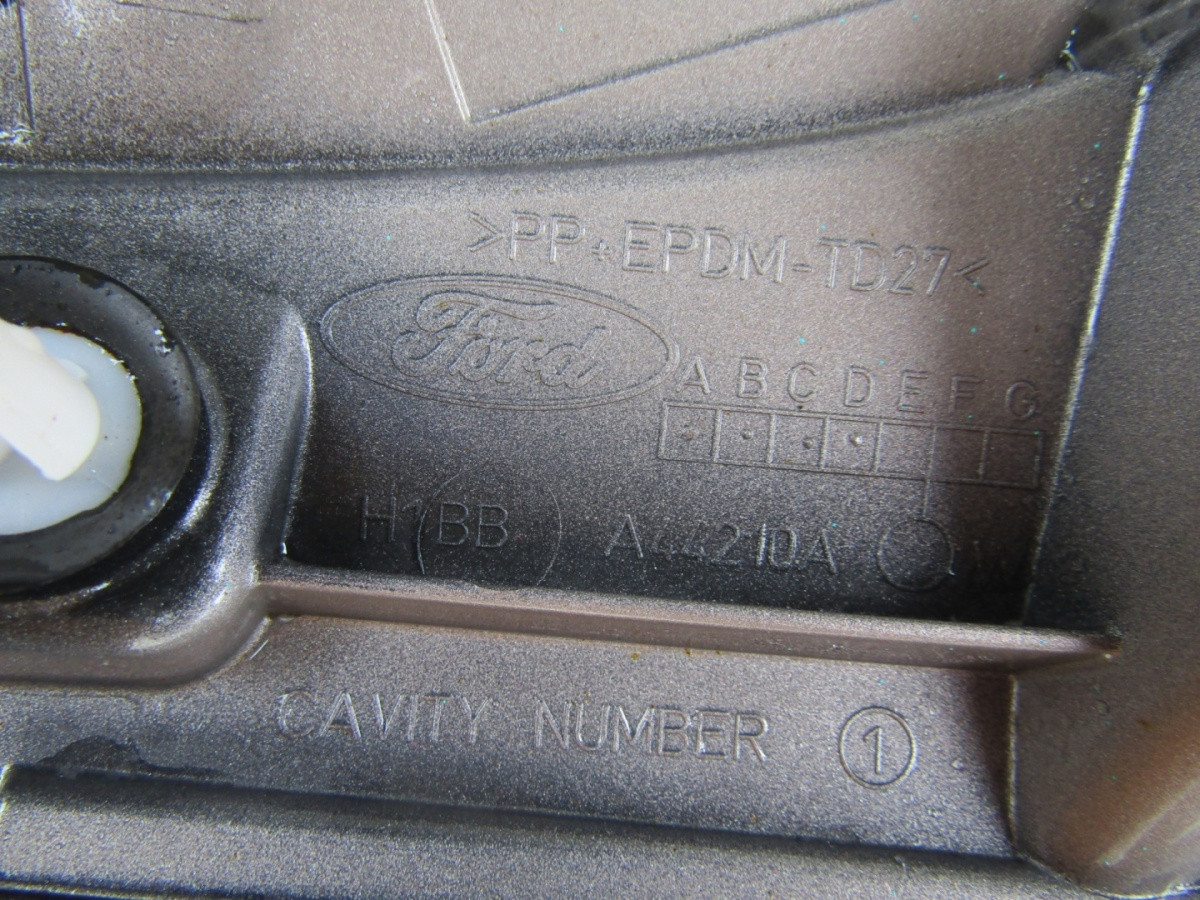 >PP+EPDM-TD27<
Ford
A B C D E F G
H1BB A44210A
CAVITY NUMBER 1